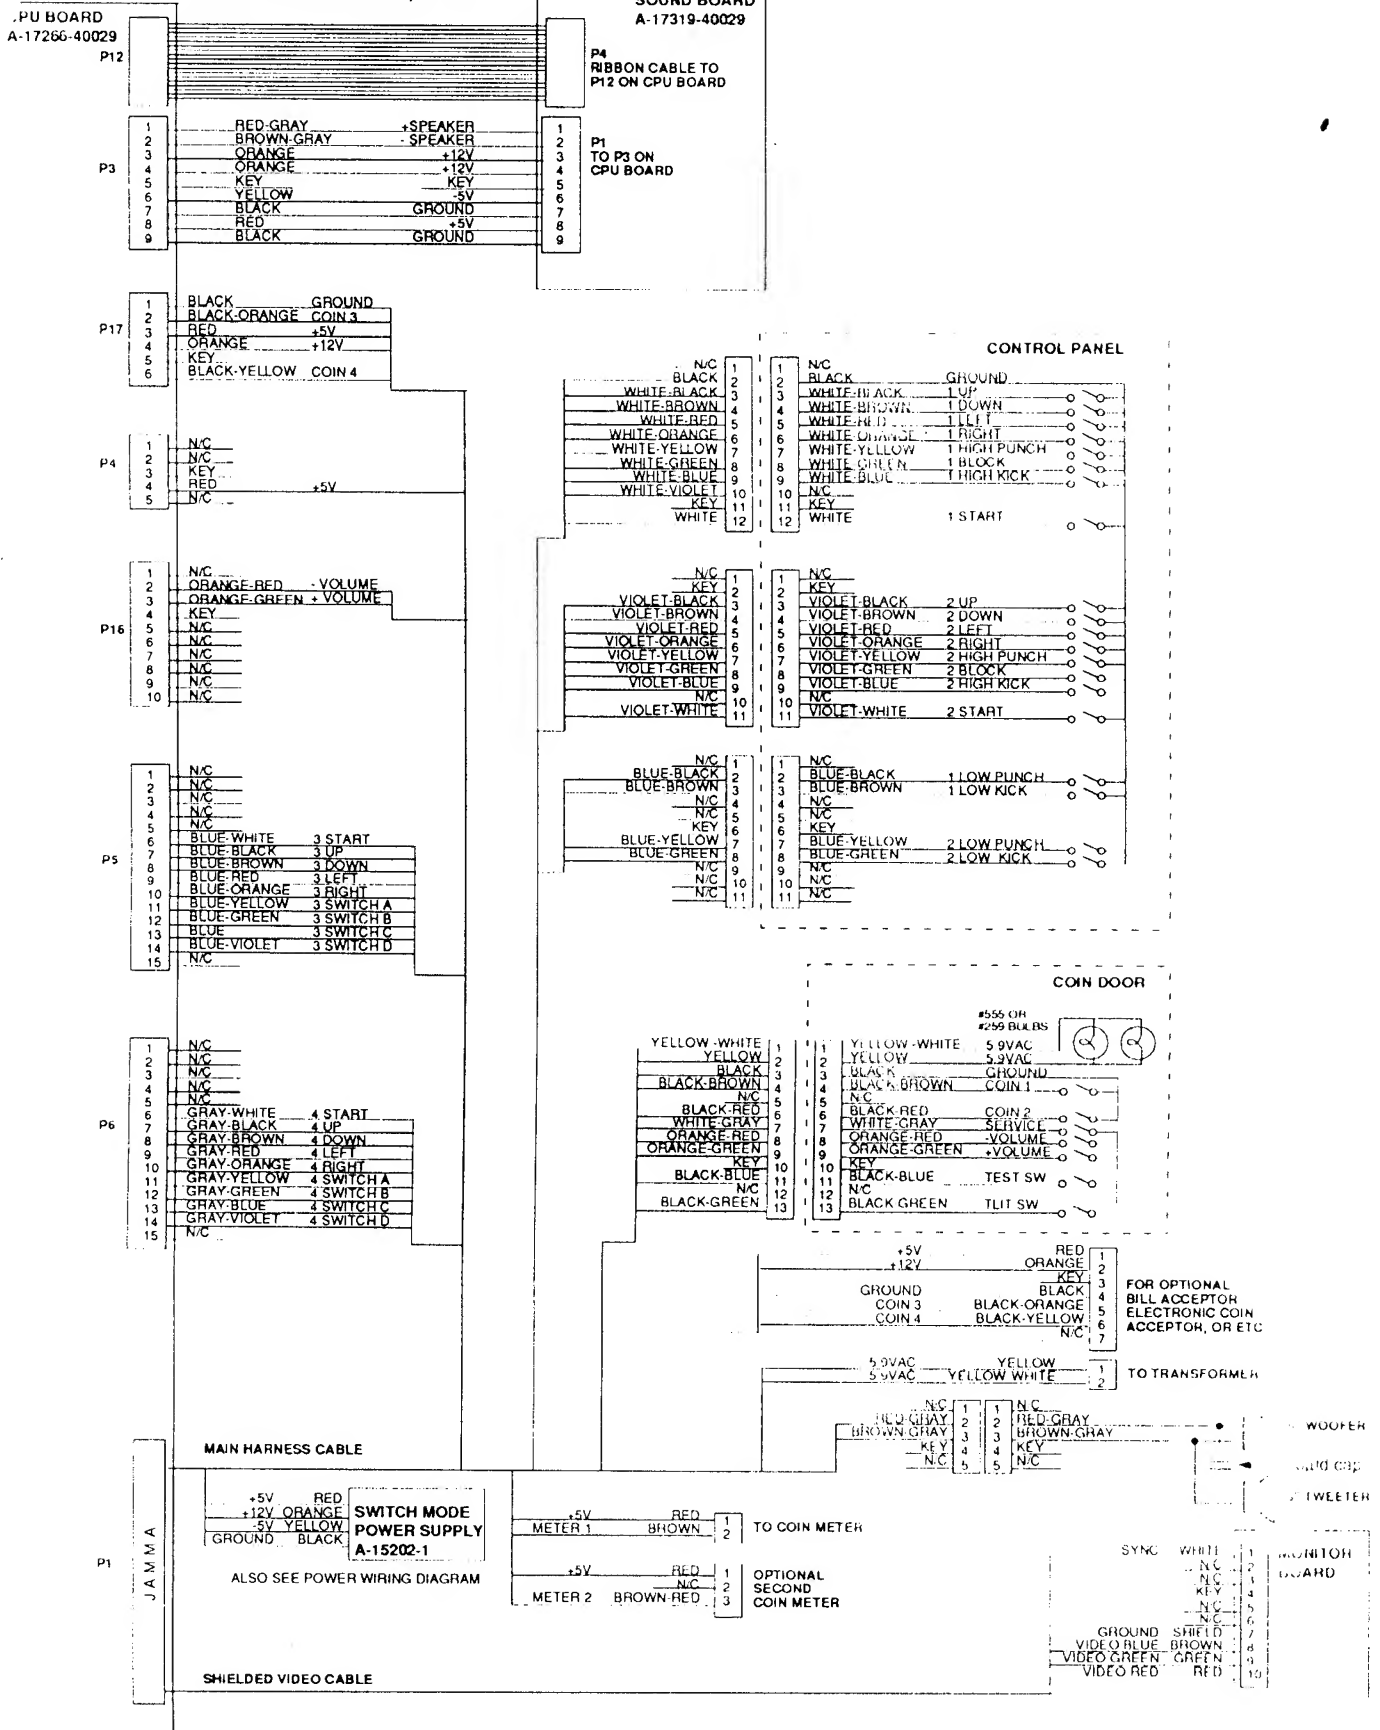 PU BOARD
A-17266-40029
P12
SOUND BOARD
A-17319-40029
P4
RIBBON CABLE TO
P12 ON CPU BOARD
P3
1 RED-GRAY +SPEAKER 1
2 BROWN-GRAY - SPEAKER 2
3 ORANGE +12V 3
4 ORANGE +12V 4
5 KEY KEY 5
6 YELLOW -5V 6
7 BLACK GROUND 7
8 RED +5V 8
9 BLACK GROUND 9
P1
TO P3 ON
CPU BOARD
P17
1 BLACK GROUND
2 BLACK-ORANGE COIN 3
3 RED +5V
4 ORANGE +12V
5 KEY
6 BLACK-YELLOW COIN 4
P4
1 N/C
2 N/C
3 KEY
4 RED +5V
5 N/C
P16
1 N/C
2 ORANGE-RED - VOLUME
3 ORANGE-GREEN + VOLUME
4 KEY
5 N/C
6 N/C
7 N/C
8 N/C
9 N/C
10 N/C
P5
1 N/C
2 N/C
3 N/C
4 N/C
5 N/C
6 BLUE-WHITE 3 START
7 BLUE-BLACK 3 UP
8 BLUE-BROWN 3 DOWN
9 BLUE-RED 3 LEFT
10 BLUE-ORANGE 3 RIGHT
11 BLUE-YELLOW 3 SWITCH A
12 BLUE-GREEN 3 SWITCH B
13 BLUE 3 SWITCH C
14 BLUE-VIOLET 3 SWITCH D
15 N/C
P6
1 N/C
2 N/C
3 N/C
4 N/C
5 N/C
6 GRAY-WHITE 4 START
7 GRAY-BLACK 4 UP
8 GRAY-BROWN 4 DOWN
9 GRAY-RED 4 LEFT
10 GRAY-ORANGE 4 RIGHT
11 GRAY-YELLOW 4 SWITCH A
12 GRAY-GREEN 4 SWITCH B
13 GRAY-BLUE 4 SWITCH C
14 GRAY-VIOLET 4 SWITCH D
15 N/C
CONTROL PANEL
N/C 1 1 N/C
BLACK 2 2 BLACK GROUND
WHITE-BLACK 3 3 WHITE-BLACK 1 UP
WHITE-BROWN 4 4 WHITE-BROWN 1 DOWN
WHITE-RED 5 5 WHITE-RED 1 LEFT
WHITE-ORANGE 6 6 WHITE-ORANGE 1 RIGHT
WHITE-YELLOW 7 7 WHITE-YELLOW 1 HIGH PUNCH
WHITE-GREEN 8 8 WHITE-GREEN 1 BLOCK
WHITE-BLUE 9 9 WHITE-BLUE 1 HIGH KICK
WHITE-VIOLET 10 10 N/C
KEY 11 11 KEY
WHITE 12 12 WHITE 1 START
N/C 1 1 N/C
KEY 2 2 KEY
VIOLET-BLACK 3 3 VIOLET-BLACK 2 UP
VIOLET-BROWN 4 4 VIOLET-BROWN 2 DOWN
VIOLET-RED 5 5 VIOLET-RED 2 LEFT
VIOLET-ORANGE 6 6 VIOLET-ORANGE 2 RIGHT
VIOLET-YELLOW 7 7 VIOLET-YELLOW 2 HIGH PUNCH
VIOLET-GREEN 8 8 VIOLET-GREEN 2 BLOCK
VIOLET-BLUE 9 9 VIOLET-BLUE 2 HIGH KICK
N/C 10 10 N/C
VIOLET-WHITE 11 11 VIOLET-WHITE 2 START
N/C 1 1 N/C
BLUE-BLACK 2 2 BLUE-BLACK 1 LOW PUNCH
BLUE-BROWN 3 3 BLUE-BROWN 1 LOW KICK
N/C 4 4 N/C
N/C 5 5 N/C
KEY 6 6 KEY
BLUE-YELLOW 7 7 BLUE-YELLOW 2 LOW PUNCH
BLUE-GREEN 8 8 BLUE-GREEN 2 LOW KICK
N/C 9 9 N/C
N/C 10 10 N/C
N/C 11 11 N/C
COIN DOOR
#555 OR
#259 BULBS
YELLOW-WHITE 1 1 YELLOW-WHITE 5.9VAC
YELLOW 2 2 YELLOW 5.9VAC
BLACK 3 3 BLACK GROUND
BLACK-BROWN 4 4 BLACK-BROWN COIN 1
N/C 5 5 N/C
BLACK-RED 6 6 BLACK-RED COIN 2
WHITE-GRAY 7 7 WHITE-GRAY SERVICE
ORANGE-RED 8 8 ORANGE-RED -VOLUME
ORANGE-GREEN 9 9 ORANGE-GREEN +VOLUME
KEY 10 10 KEY
BLACK-BLUE 11 11 BLACK-BLUE TEST SW
N/C 12 12 N/C
BLACK-GREEN 13 13 BLACK GREEN TLIT SW
+5V RED 1
+12V ORANGE 2
KEY 3
GROUND BLACK 4
COIN 3 BLACK-ORANGE 5
COIN 4 BLACK-YELLOW 6
N/C 7
FOR OPTIONAL
BILL ACCEPTOR
ELECTRONIC COIN
ACCEPTOR, OR ETC
5.9VAC YELLOW 1
5.9VAC YELLOW WHITE 2
TO TRANSFORMER
N/C 1 1 N/C
RED-GRAY 2 2 RED-GRAY
BROWN-GRAY 3 3 BROWN-GRAY
KEY 4 4 KEY
N/C 5 5 N/C
WOOFER
cap
TWEETER
P1
JAMMA
MAIN HARNESS CABLE
+5V RED
+12V ORANGE
-5V YELLOW
GROUND BLACK
SWITCH MODE
POWER SUPPLY
A-15202-1
ALSO SEE POWER WIRING DIAGRAM
+5V RED 1
METER 1 BROWN 2
TO COIN METER
+5V RED 1
N/C 2
METER 2 BROWN-RED 3
OPTIONAL
SECOND
COIN METER
SYNC WHITE 1
N/C 2
N/C 3
KEY 4
N/C 5
N/C 6
GROUND SHIELD 7
VIDEO BLUE BROWN 8
VIDEO GREEN GREEN 9
VIDEO RED RED 10
MONITOR
BOARD
SHIELDED VIDEO CABLE